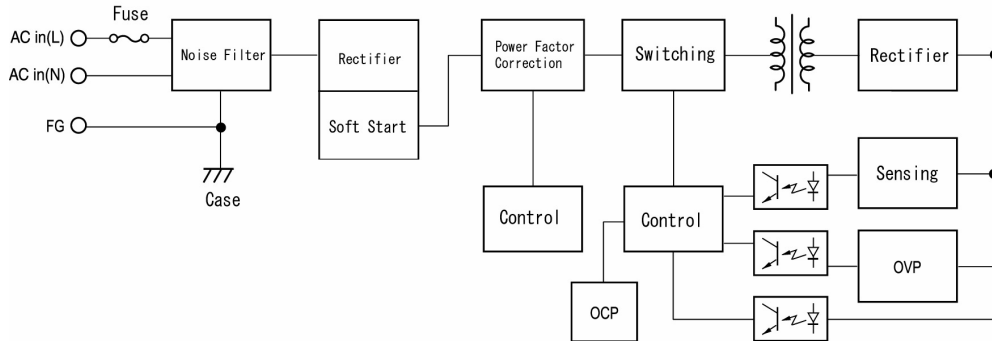 Fuse
AC in(L)
AC in(N)
FG
Noise Filter
Case
Rectifier
Soft Start
Power Factor
Correction
Control
Switching
Control
OCP
Rectifier
Sensing
OVP